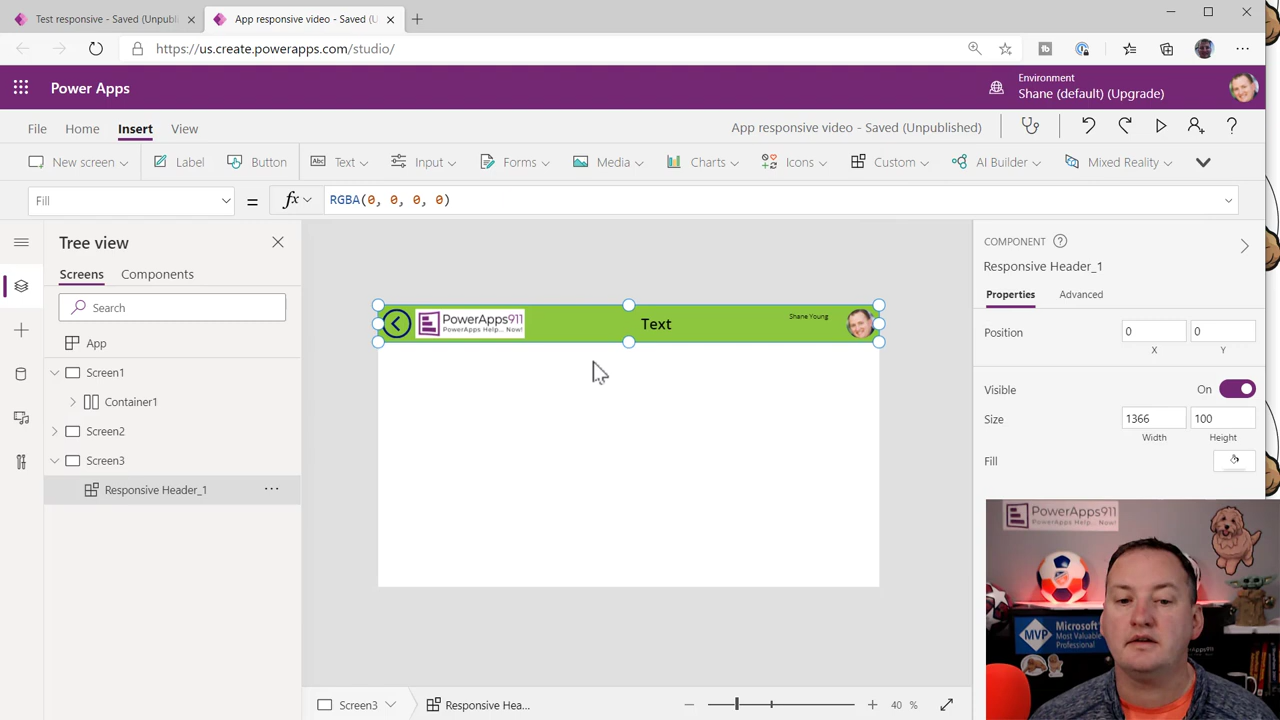 Test responsive - Saved (Unpubli
App responsive video - Saved (U
https://us.create.powerapps.com/studio/
Power Apps
Environment
Shane (default) (Upgrade)
File
Home
Insert
View
App responsive video - Saved (Unpublished)
New screen
Label
Button
Text
Input
Forms
Media
Charts
Icons
Custom
AI Builder
Mixed Reality
Fill
=
fx
RGBA(0, 0, 0, 0)
Tree view
Screens
Components
Search
App
Screen1
Container1
Screen2
Screen3
Responsive Header_1
PowerApps911
PowerApps Help... Now!
Text
Shane Young
COMPONENT
Responsive Header_1
Properties
Advanced
Position
0
0
X
Y
Visible
On
Size
1366
100
Width
Height
Fill
PowerApps911
PowerApps Help... Now!
Microsoft
Most Valuable
Professional
Screen3
Responsive Hea...
40 %